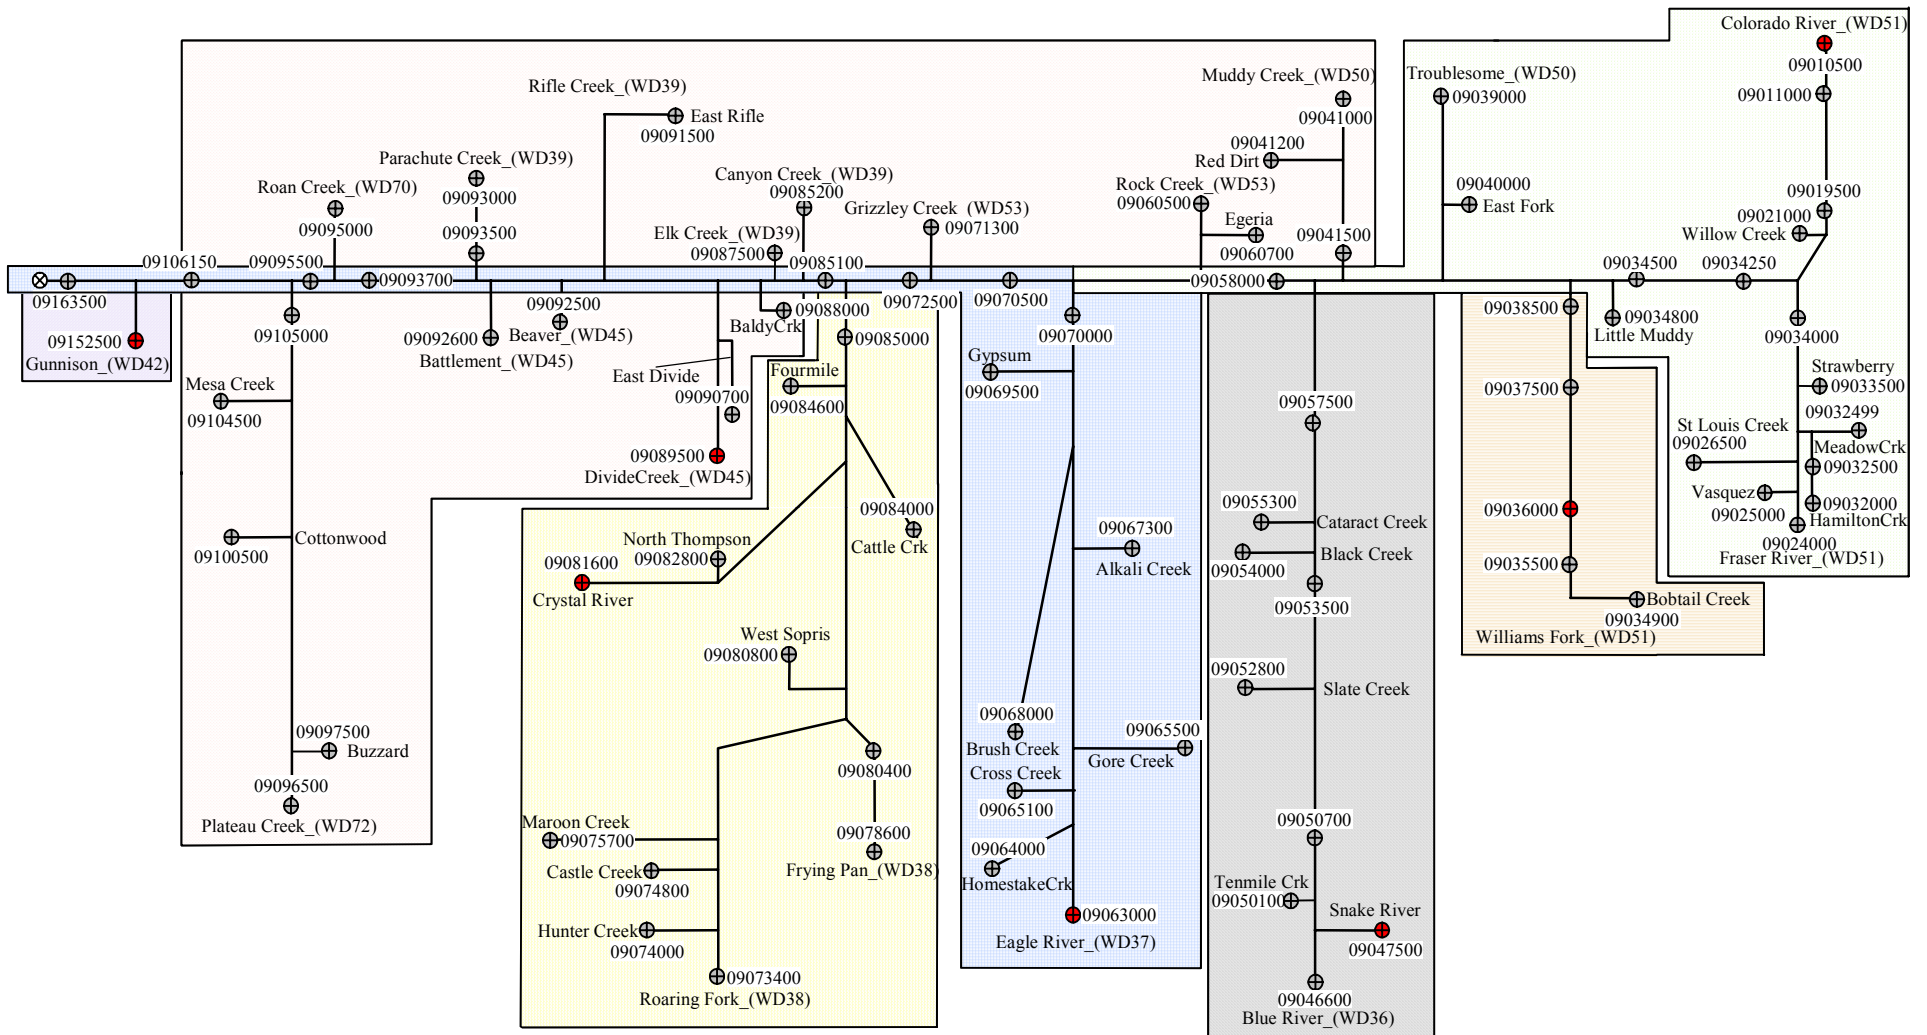 Colorado River_(WD51)
09010500
09011000
09019500
09021000
Willow Creek
Troublesome_(WD50)
09039000
09040000
East Fork
Muddy Creek_(WD50)
09041000
09041200
Red Dirt
09041500
Rock Creek_(WD53)
09060500
Egeria
09060700
Rifle Creek_(WD39)
East Rifle
09091500
Canyon Creek_(WD39)
09085200
Grizzley Creek (WD53)
09071300
Elk Creek_(WD39)
09087500
Parachute Creek_(WD39)
09093000
09093500
Roan Creek_(WD70)
09095000
09163500
09106150
09095500
09093700
09085100
09072500
09070500
09058000
09034500
09034250
09152500
Gunnison_(WD42)
09105000
Mesa Creek
09104500
Cottonwood
09100500
09097500
Buzzard
09096500
Plateau Creek_(WD72)
09092600
Battlement_(WD45)
09092500
Beaver_(WD45)
East Divide
09090700
09089500
DivideCreek_(WD45)
09088000
BaldyCrk
09085000
Fourmile
09084600
09084000
Cattle Crk
North Thompson
09082800
09081600
Crystal River
West Sopris
09080800
09080400
09078600
Frying Pan_(WD38)
Maroon Creek
09075700
Castle Creek
09074800
Hunter Creek
09074000
09073400
Roaring Fork_(WD38)
09070000
Gypsum
09069500
09067300
Alkali Creek
09068000
Brush Creek
09065500
Gore Creek
Cross Creek
09065100
09064000
HomestakeCrk
09063000
Eagle River_(WD37)
09057500
09055300
Cataract Creek
Black Creek
09054000
09053500
09052800
Slate Creek
09050700
Tenmile Crk
09050100
Snake River
09047500
09046600
Blue River_(WD36)
09038500
09037500
09036000
09035500
Bobtail Creek
09034900
Williams Fork_(WD51)
09034800
Little Muddy
09034000
Strawberry
09033500
09032499
MeadowCrk
09032500
St Louis Creek
09026500
Vasquez
09025000
09032000
HamiltonCrk
09024000
Fraser River_(WD51)